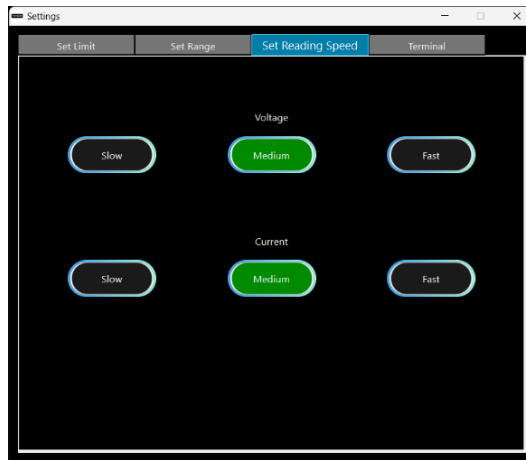 Settings
Set Limit Set Range Set Reading Speed Terminal
Voltage
Slow Medium Fast
Current
Slow Medium Fast